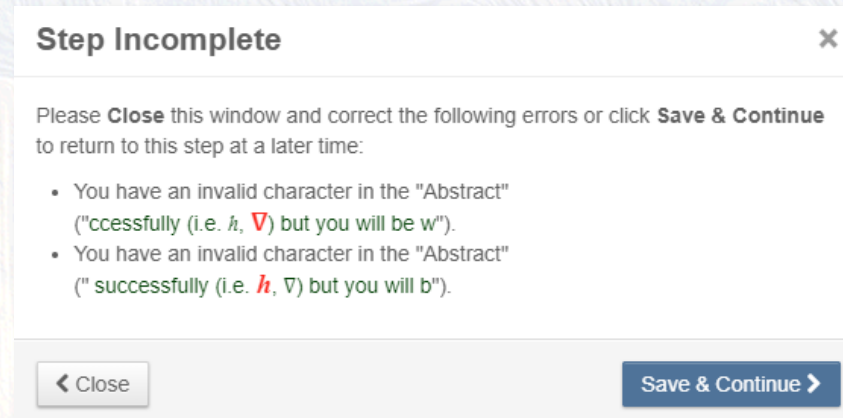 Step Incomplete ×
Please Close this window and correct the following errors or click Save & Continue
to return to this step at a later time:
• You have an invalid character in the "Abstract"
("ccessfully (i.e. ℎ, ∇) but you will be w").
• You have an invalid character in the "Abstract"
(" successfully (i.e. ℎ, ∇) but you will b").
Close
Save & Continue